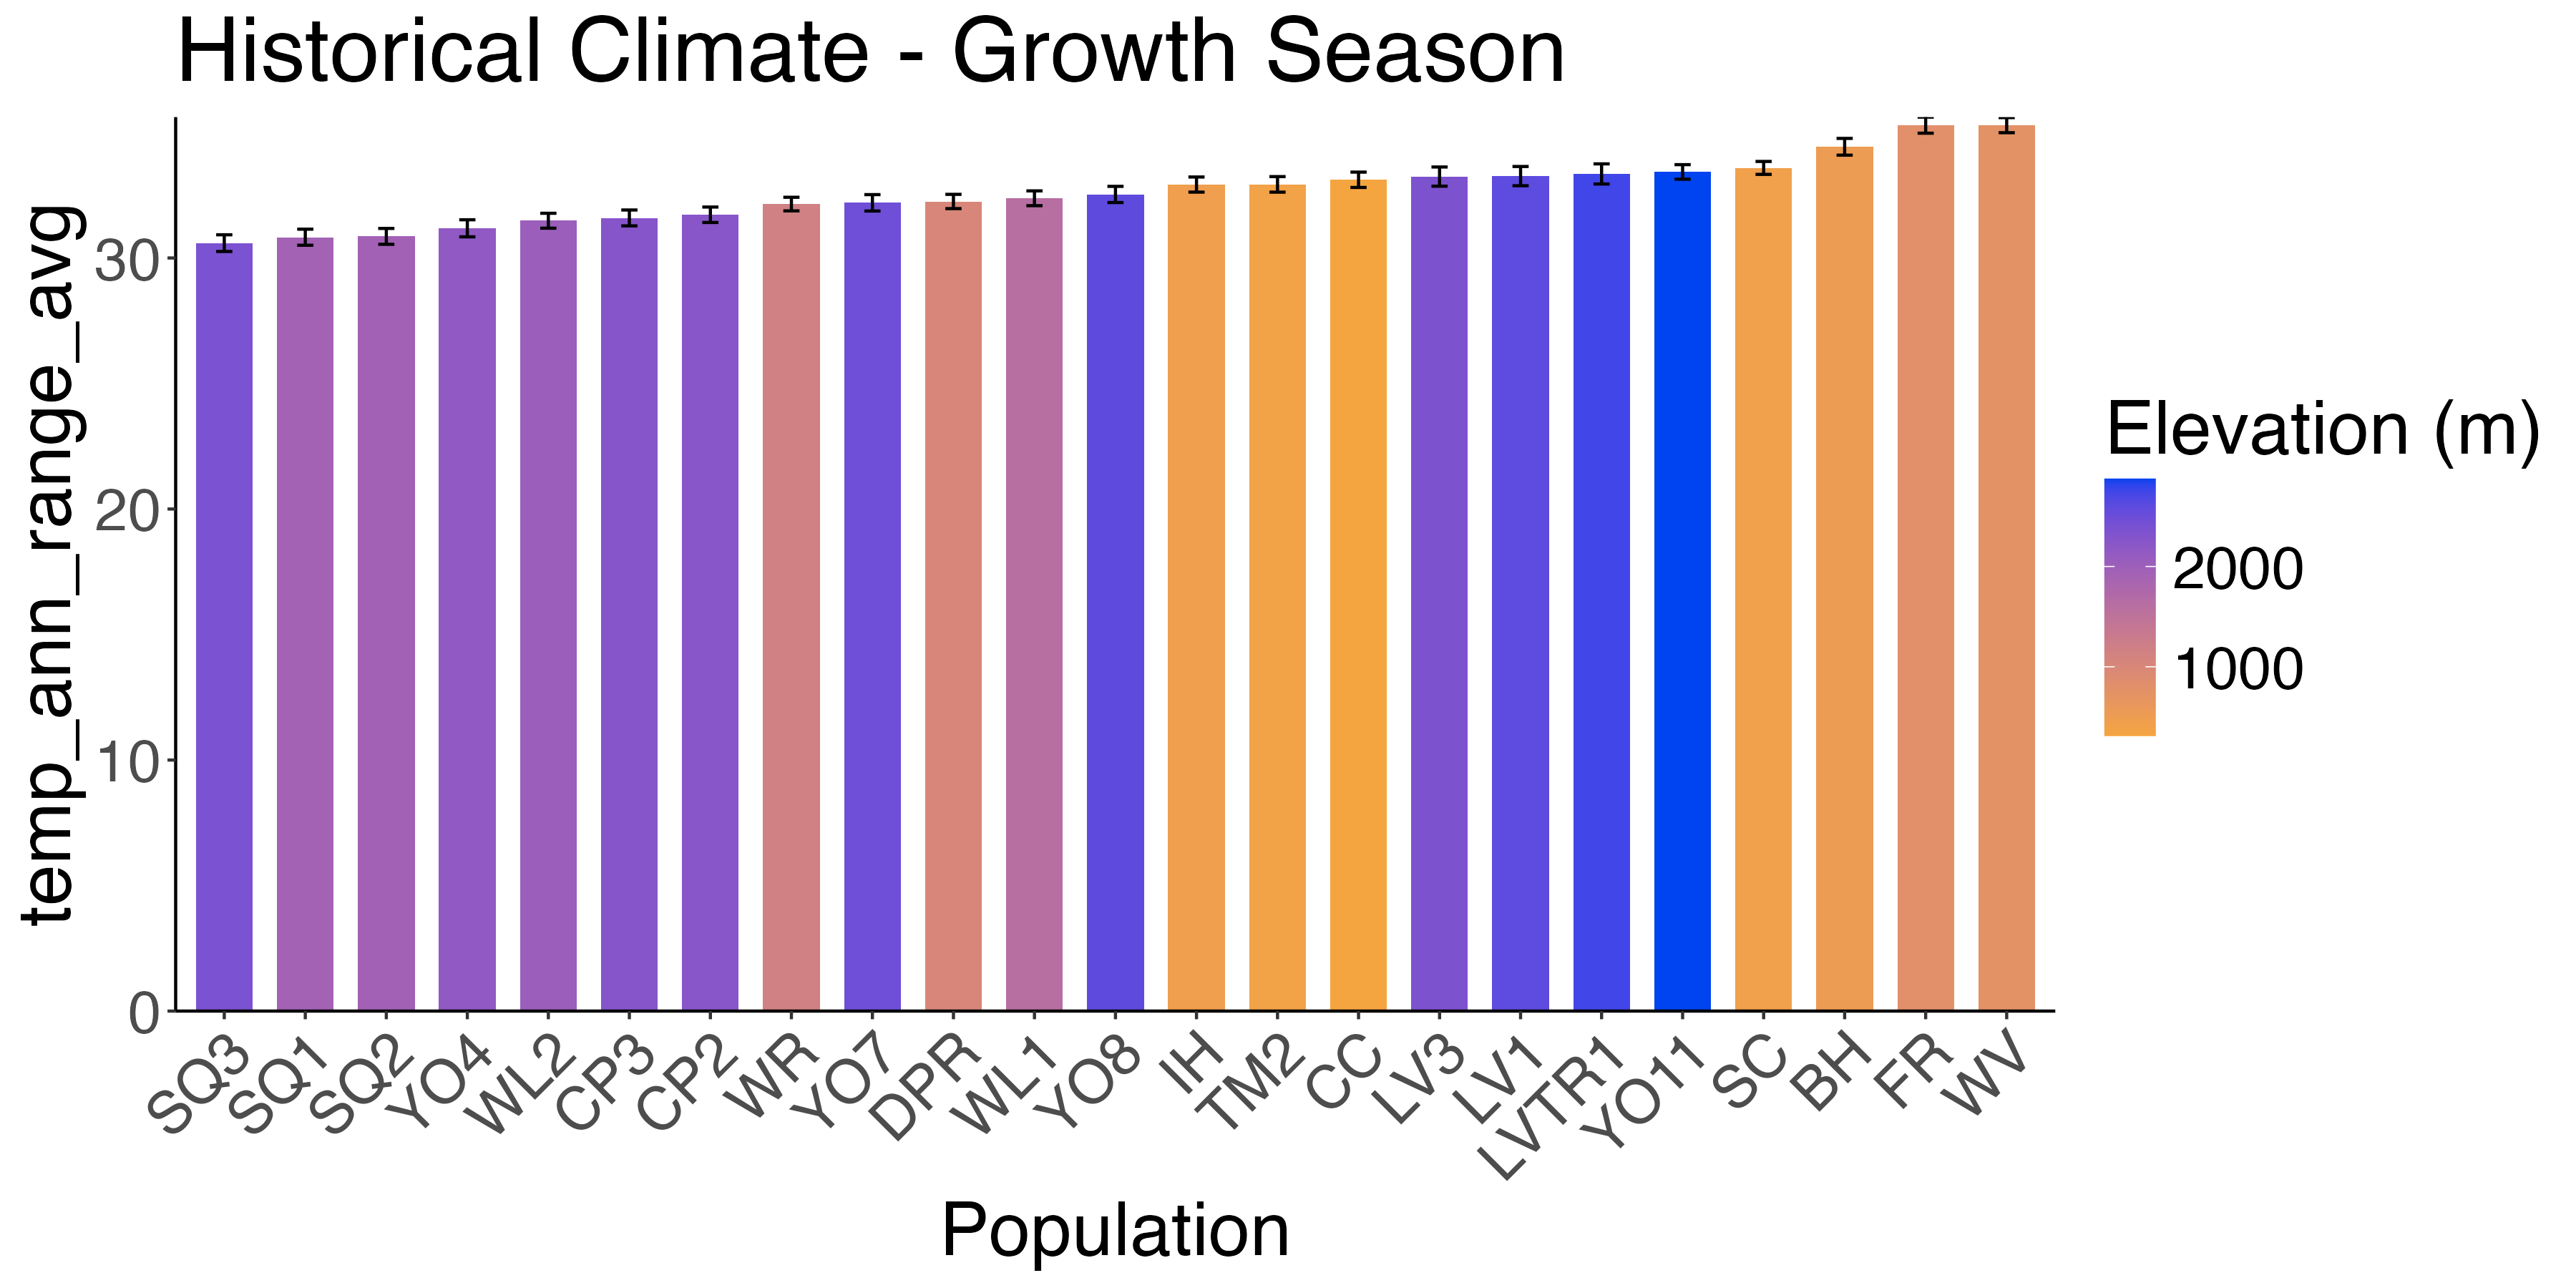 Historical Climate - Growth Season
temp_ann_range_avg
30
20
10
0
SQ3
SQ1
SQ2
YO4
WL2
CP3
CP2
WR
YO7
DPR
WL1
YO8
IH
TM2
CC
LV3
LV1
LVTR1
YO11
SC
BH
FR
WV
Population
Elevation (m)
2000
1000